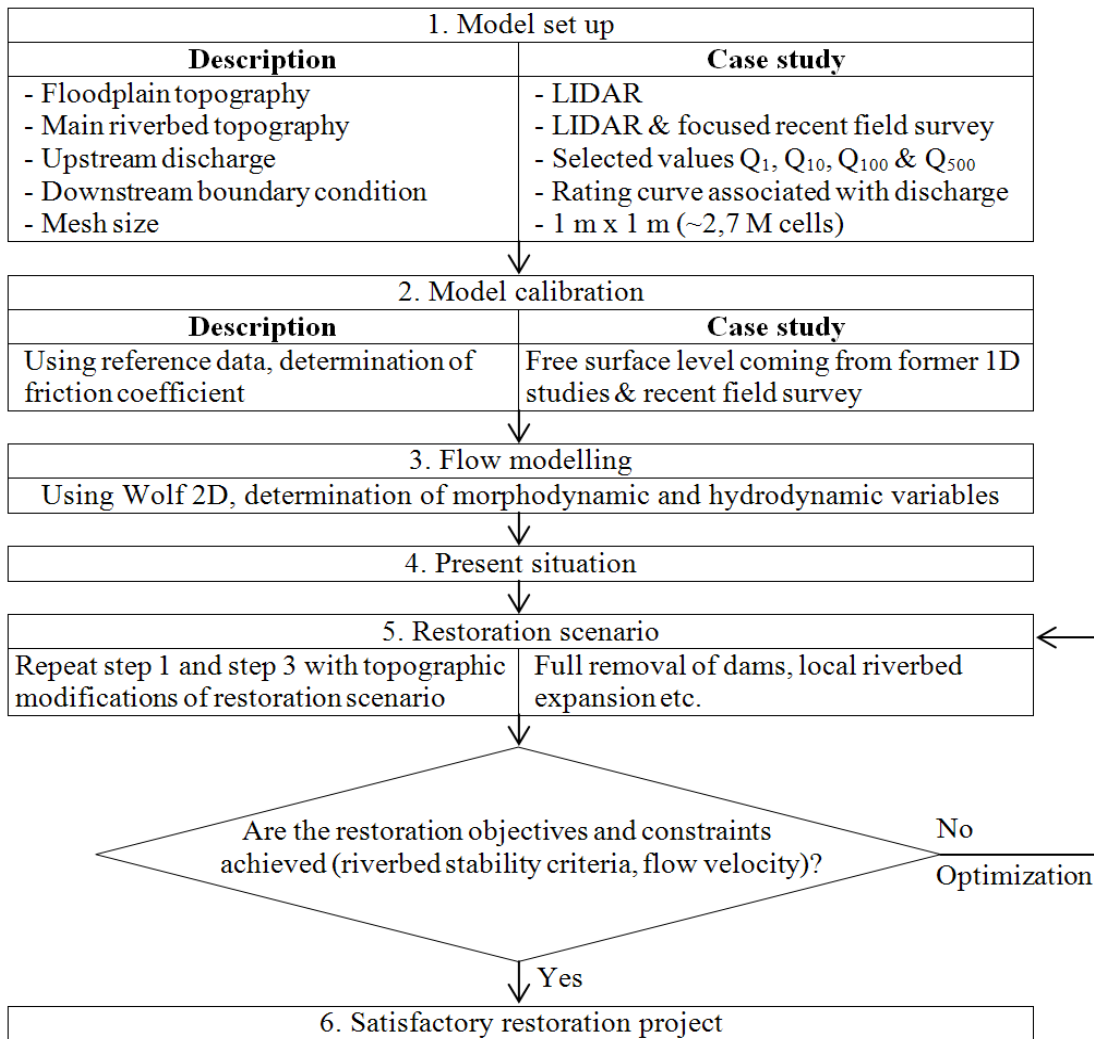 1. Model set up
Description
Case study
- Floodplain topography
- Main riverbed topography
- Upstream discharge
- Downstream boundary condition
- Mesh size
- LIDAR
- LIDAR & focused recent field survey
- Selected values Q₁, Q₁₀, Q₁₀₀ & Q₅₀₀
- Rating curve associated with discharge
- 1 m x 1 m (~2,7 M cells)
2. Model calibration
Description
Case study
Using reference data, determination of
friction coefficient
Free surface level coming from former 1D
studies & recent field survey
3. Flow modelling
Using Wolf 2D, determination of morphodynamic and hydrodynamic variables
4. Present situation
5. Restoration scenario
Repeat step 1 and step 3 with topographic
modifications of restoration scenario
Full removal of dams, local riverbed
expansion etc.
Are the restoration objectives and constraints
achieved (riverbed stability criteria, flow velocity)?
No
Optimization
Yes
6. Satisfactory restoration project